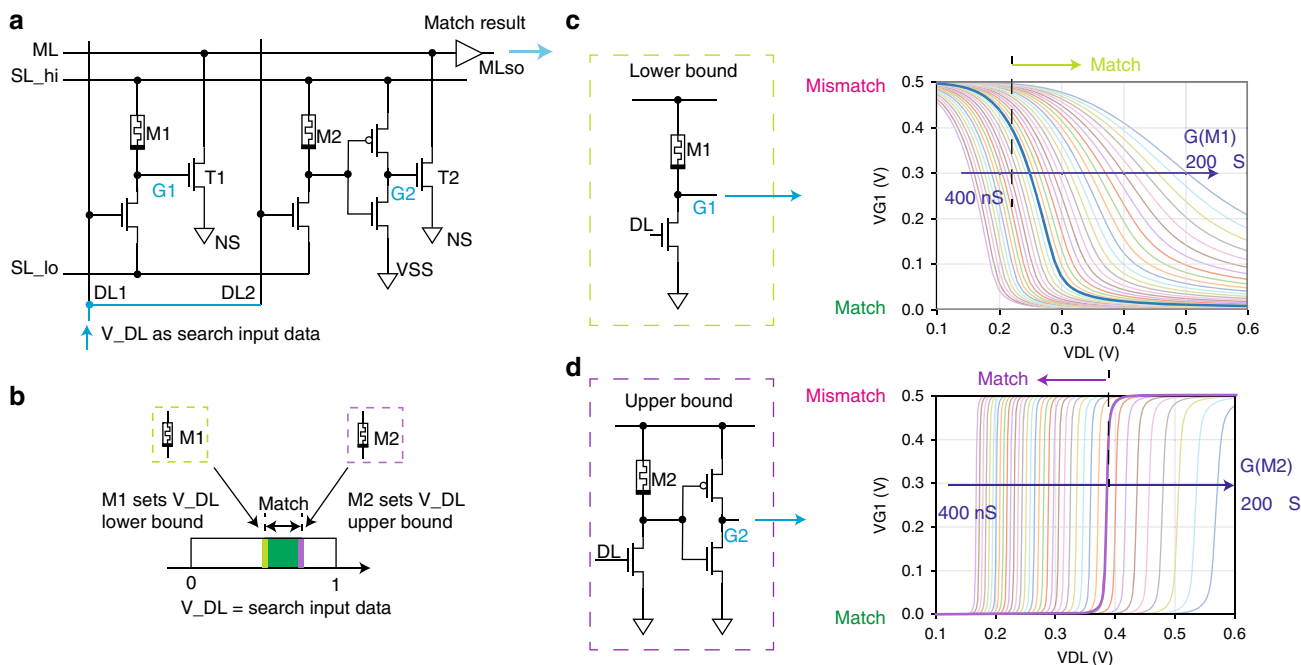 a
Match result
ML
MLso
SL_hi
M1
M2
G1
T1
G2
T2
NS
NS
SL_lo
VSS
DL1
DL2
V_DL as search input data
b
M1
M2
M1 sets V_DL
lower bound
Match
M2 sets V_DL
upper bound
0
1
V_DL = search input data
c
Lower bound
M1
G1
DL
Match
Mismatch
Match
VG1 (V)
0.5
0.4
0.3
0.2
0.1
0.0
G(M1)
200 S
400 nS
0.1 0.2 0.3 0.4 0.5 0.6
VDL (V)
d
Upper bound
M2
G2
DL
Match
Mismatch
Match
VG1 (V)
0.5
0.4
0.3
0.2
0.1
0.0
G(M2)
200 S
400 nS
0.1 0.2 0.3 0.4 0.5 0.6
VDL (V)